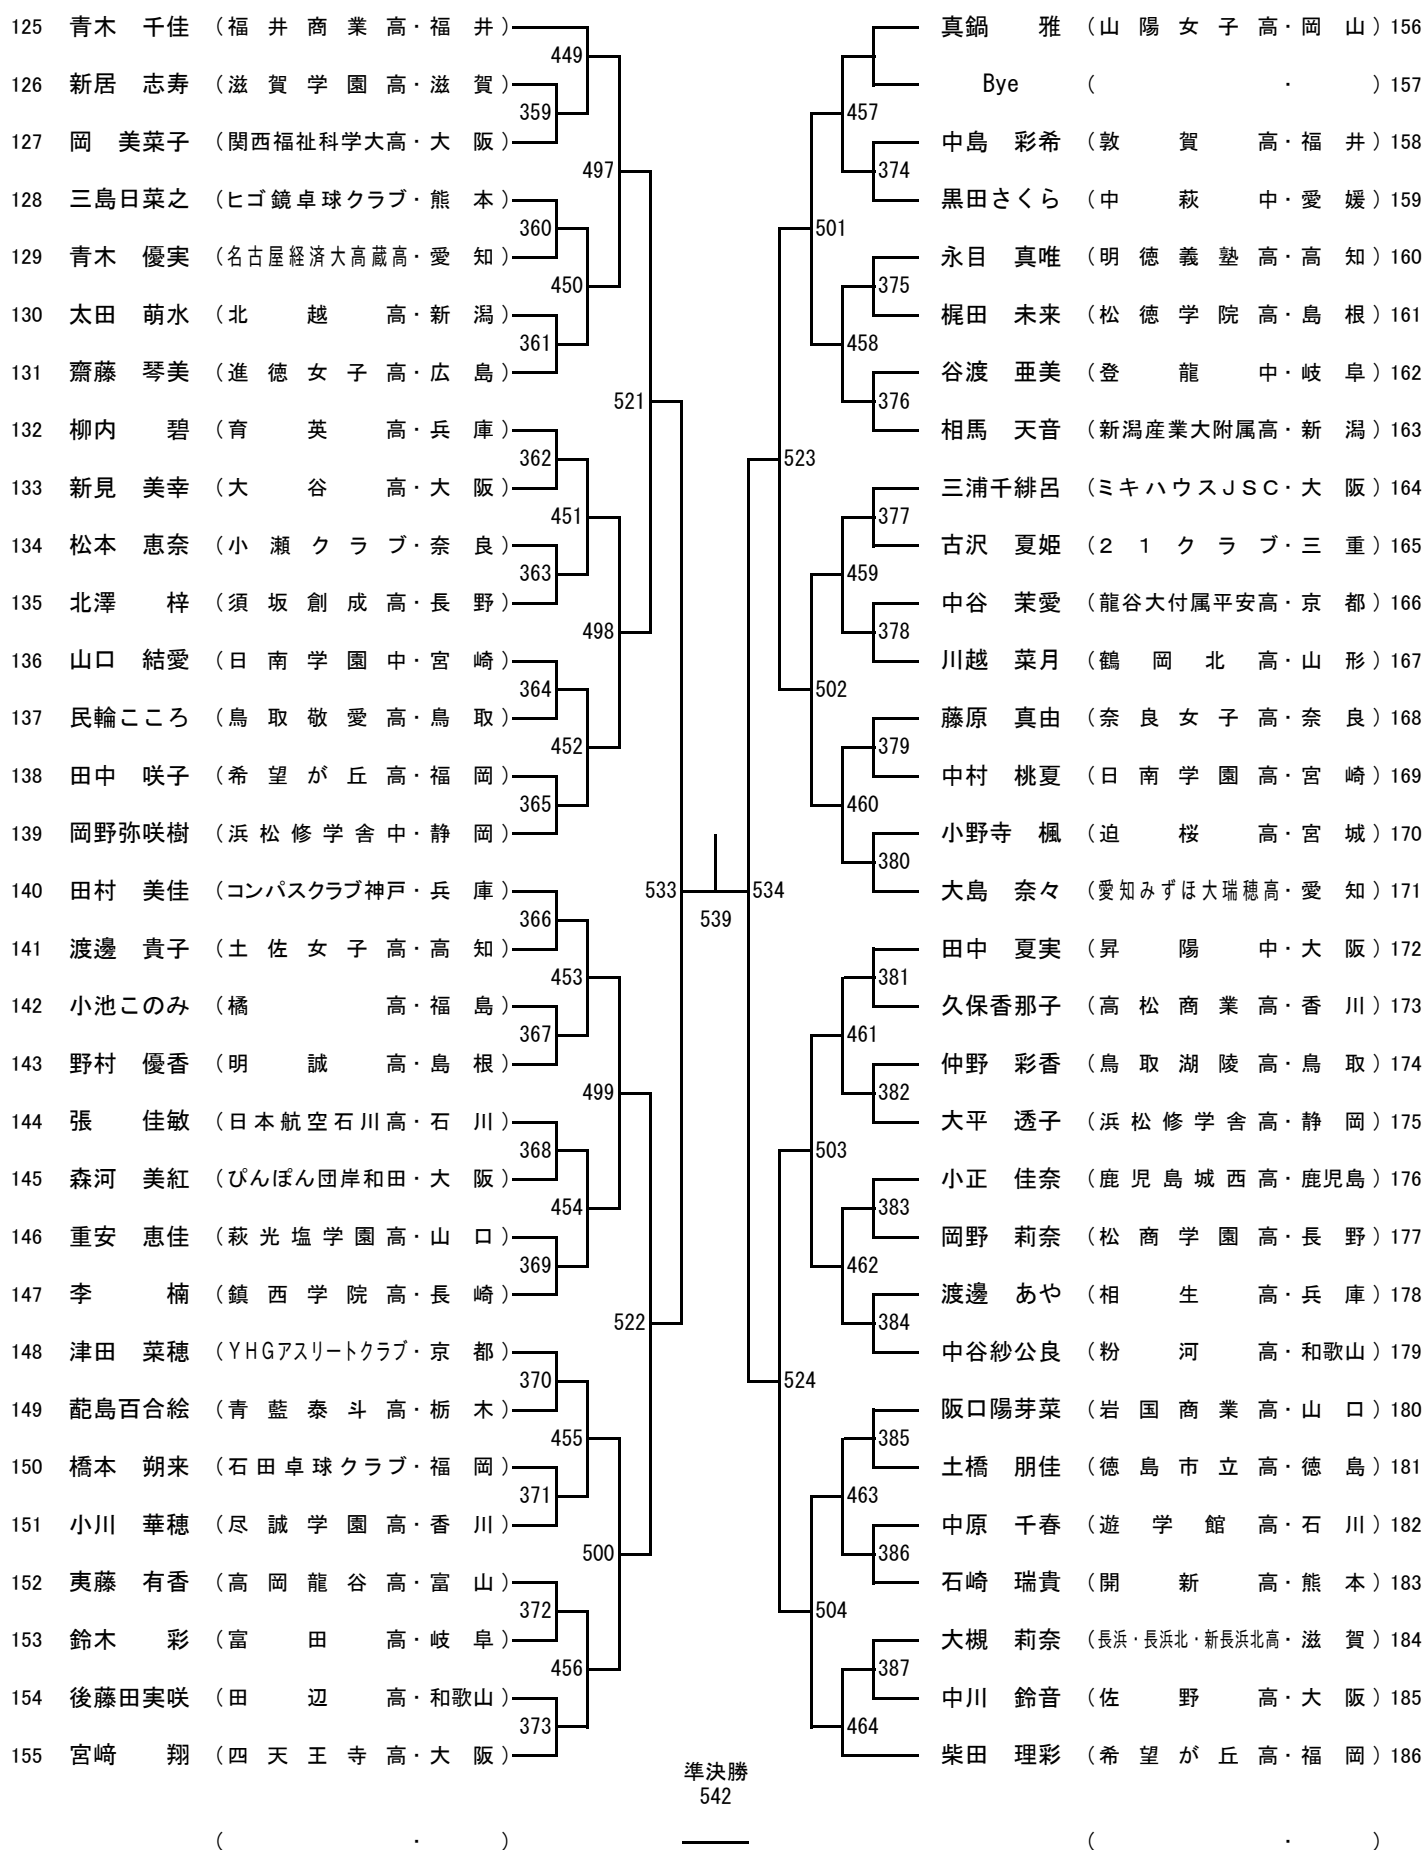 125 青木 千佳 (福井商業高・福井)
126 新居 志寿 (滋賀学園高・滋賀)
127 岡 美菜子 (関西福祉科学大高・大阪)
128 三島日菜之 (ヒゴ鏡卓球クラブ・熊本)
129 青木 優実 (名古屋経済大高蔵高・愛知)
130 太田 萌水 (北越高・新潟)
131 齋藤 琴美 (進徳女子高・広島)
132 柳内 碧 (育英高・兵庫)
133 新見 美幸 (大谷高・大阪)
134 松本 恵奈 (小瀬クラブ・奈良)
135 北澤 梓 (須坂創成高・長野)
136 山口 結愛 (日南学園中・宮崎)
137 民輪こころ (鳥取敬愛高・鳥取)
138 田中 咲子 (希望が丘高・福岡)
139 岡野弥咲樹 (浜松修学舎中・静岡)
140 田村 美佳 (コンパスクラブ神戸・兵庫)
141 渡邊 貴子 (土佐女子高・高知)
142 小池このみ (橘高・福島)
143 野村 優香 (明誠高・島根)
144 張 佳敏 (日本航空石川高・石川)
145 森河 美紅 (ぴんぽん団岸和田・大阪)
146 重安 恵佳 (萩光塩学園高・山口)
147 李 楠 (鎮西学院高・長崎)
148 津田 菜穂 (YHGアスリートクラブ・京都)
149 蓜島百合絵 (青藍泰斗高・栃木)
150 橋本 朔来 (石田卓球クラブ・福岡)
151 小川 華穂 (尽誠学園高・香川)
152 夷藤 有香 (高岡龍谷高・富山)
153 鈴木 彩 (富田高・岐阜)
154 後藤田実咲 (田辺高・和歌山)
155 宮﨑 翔 (四天王寺高・大阪)
( ・ )
359
360
361
362
363
364
365
366
367
368
369
370
371
372
373
449
450
451
452
453
454
455
456
497
498
499
500
521
522
533
539
534
523
524
501
502
503
504
457
458
459
460
461
462
463
464
374
375
376
377
378
379
380
381
382
383
384
385
386
387
準決勝
542
真鍋 雅 (山陽女子高・岡山) 156
Bye ( ・ ) 157
中島 彩希 (敦賀高・福井) 158
黒田さくら (中萩中・愛媛) 159
永目 真唯 (明徳義塾高・高知) 160
梶田 未来 (松徳学院高・島根) 161
谷渡 亜美 (登龍中・岐阜) 162
相馬 天音 (新潟産業大附属高・新潟) 163
三浦千緋呂 (ミキハウスJSC・大阪) 164
古沢 夏姫 (21クラブ・三重) 165
中谷 茉愛 (龍谷大付属平安高・京都) 166
川越 菜月 (鶴岡北高・山形) 167
藤原 真由 (奈良女子高・奈良) 168
中村 桃夏 (日南学園高・宮崎) 169
小野寺 楓 (迫桜高・宮城) 170
大島 奈々 (愛知みずほ大瑞穂高・愛知) 171
田中 夏実 (昇陽中・大阪) 172
久保香那子 (高松商業高・香川) 173
仲野 彩香 (鳥取湖陵高・鳥取) 174
大平 透子 (浜松修学舎高・静岡) 175
小正 佳奈 (鹿児島城西高・鹿児島) 176
岡野 莉奈 (松商学園高・長野) 177
渡邊 あや (相生高・兵庫) 178
中谷紗公良 (粉河高・和歌山) 179
阪口陽芽菜 (岩国商業高・山口) 180
土橋 朋佳 (徳島市立高・徳島) 181
中原 千春 (遊学館高・石川) 182
石崎 瑞貴 (開新高・熊本) 183
大槻 莉奈 (長浜・長浜北・新長浜北高・滋賀) 184
中川 鈴音 (佐野高・大阪) 185
柴田 理彩 (希望が丘高・福岡) 186
( ・ )